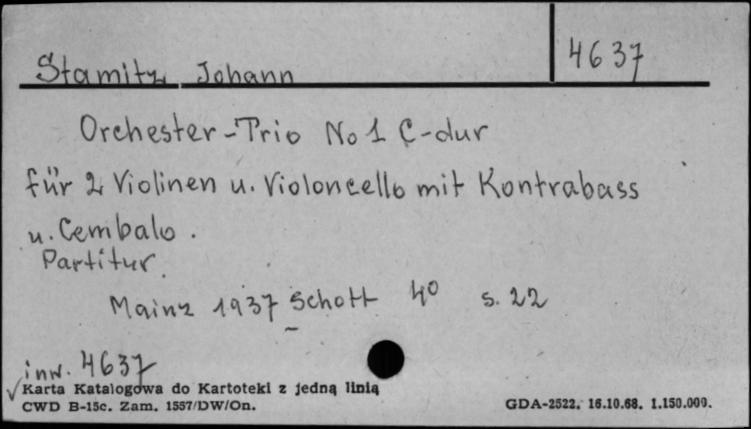 Stamitz Johann 4637
Orchester-Trio No 1 C-dur
für 2 Violinen u. Violoncello mit Kontrabass
u. Cembalo.
Partitur.
Mainz 1937 Schott 4⁰ s. 22
inw. 4637
Karta Katalogowa do Kartoteki z jedną linią
CWD B-15c. Zam. 1557/DW/On. GDA-2522. 16.10.68. 1.150.000.